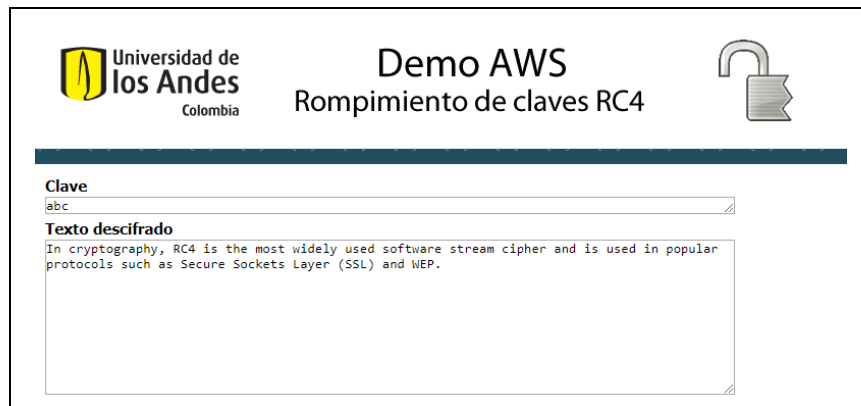 Universidad de
los Andes
Colombia
Demo AWS
Rompimiento de claves RC4
Clave
abc
Texto descifrado
In cryptography, RC4 is the most widely used software stream cipher and is used in popular
protocols such as Secure Sockets Layer (SSL) and WEP.